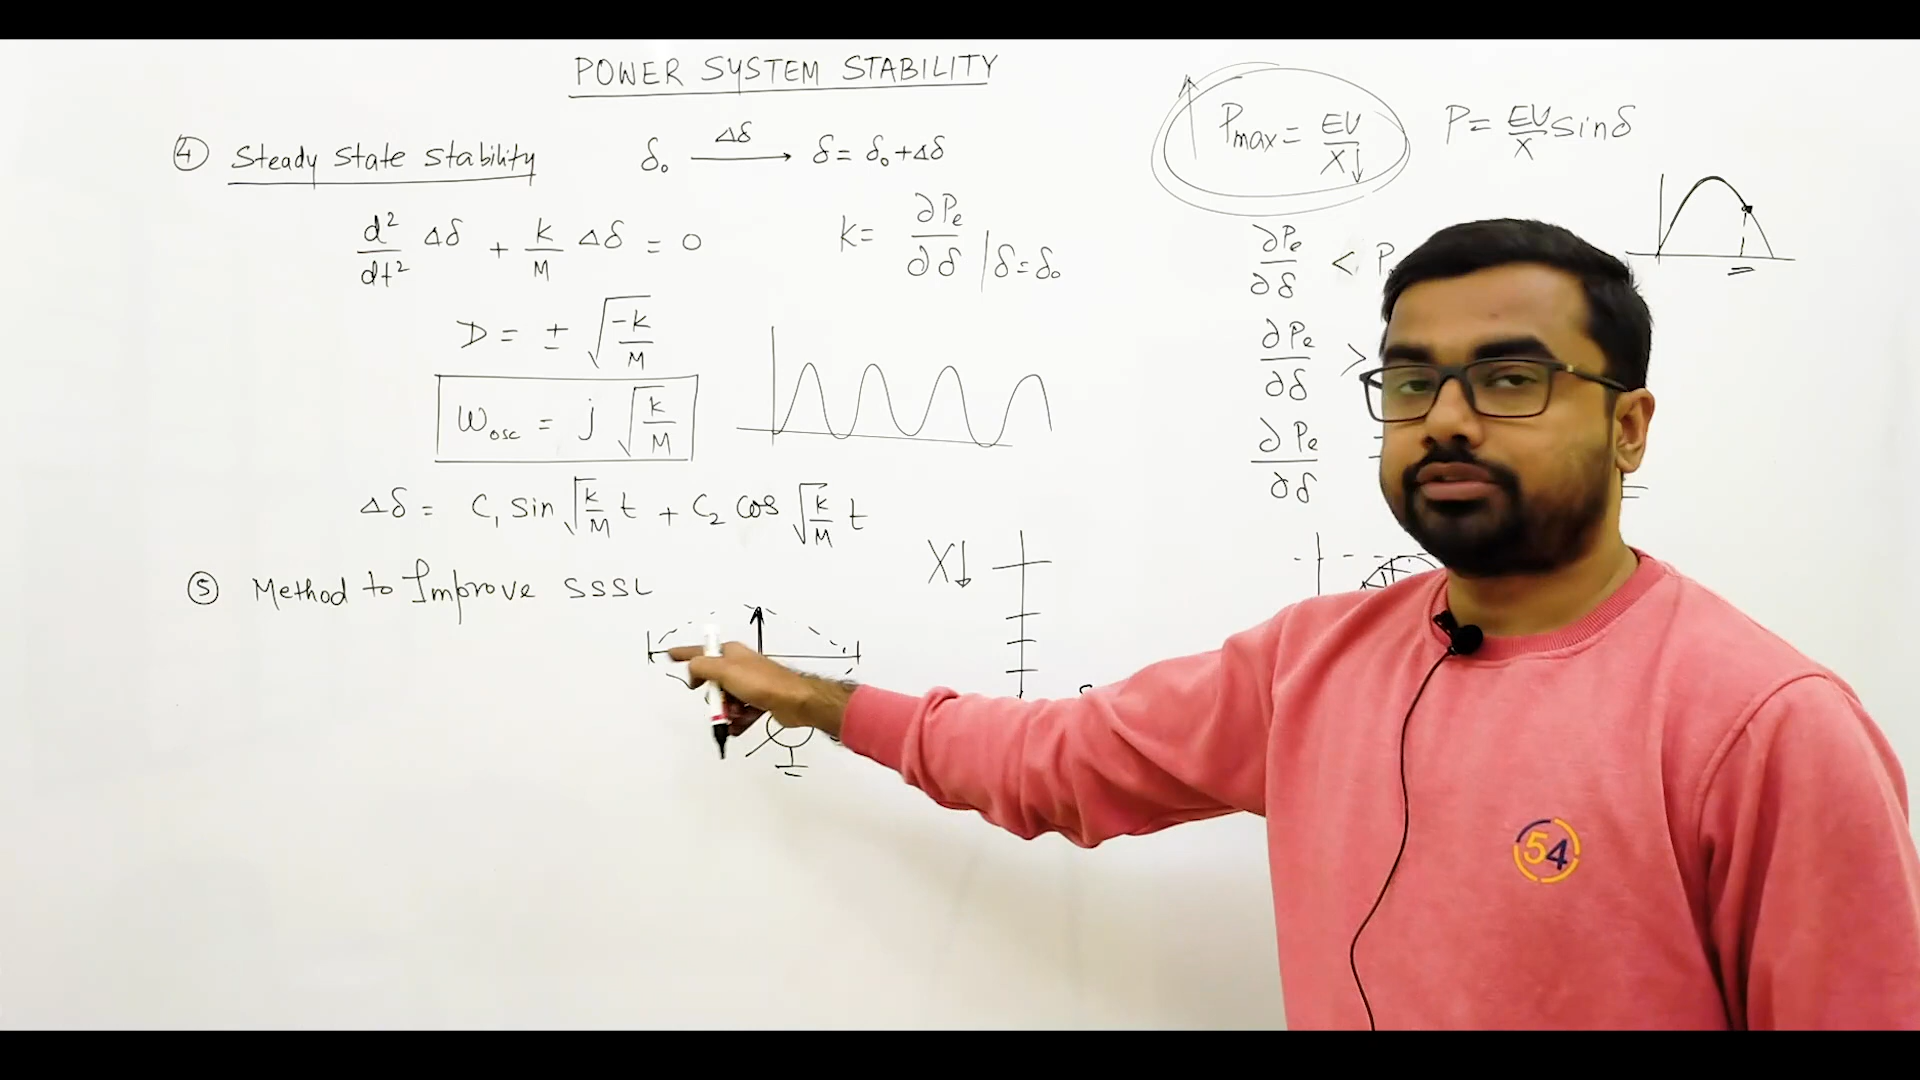 POWER SYSTEM STABILITY
④ Steady State Stability δ₀ —Δδ→ δ = δ₀+Δδ
d²/dt² Δδ + k/M Δδ = 0
k = ∂Pe/∂δ |δ=δ₀
D = ± √(-k/M)
ωosc = j √(k/M)
Δδ = C₁ sin √(k/M) t + C₂ cos √(k/M) t
⑤ Method to Improve SSSL
X↓
↑ Pmax = EV/X↓
P = EV/X sinδ
∂Pe/∂δ <
∂Pe/∂δ >
∂Pe/∂δ
54